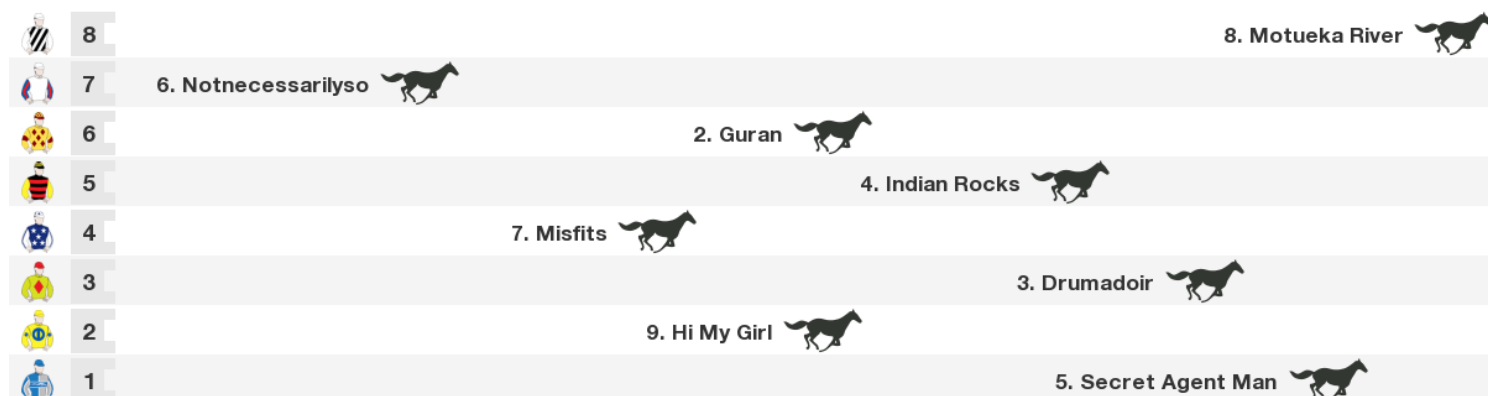 8 8. Motueka River
7 6. Notnecessarilyso
6 2. Guran
5 4. Indian Rocks
4 7. Misfits
3 3. Drumadoir
2 9. Hi My Girl
1 5. Secret Agent Man